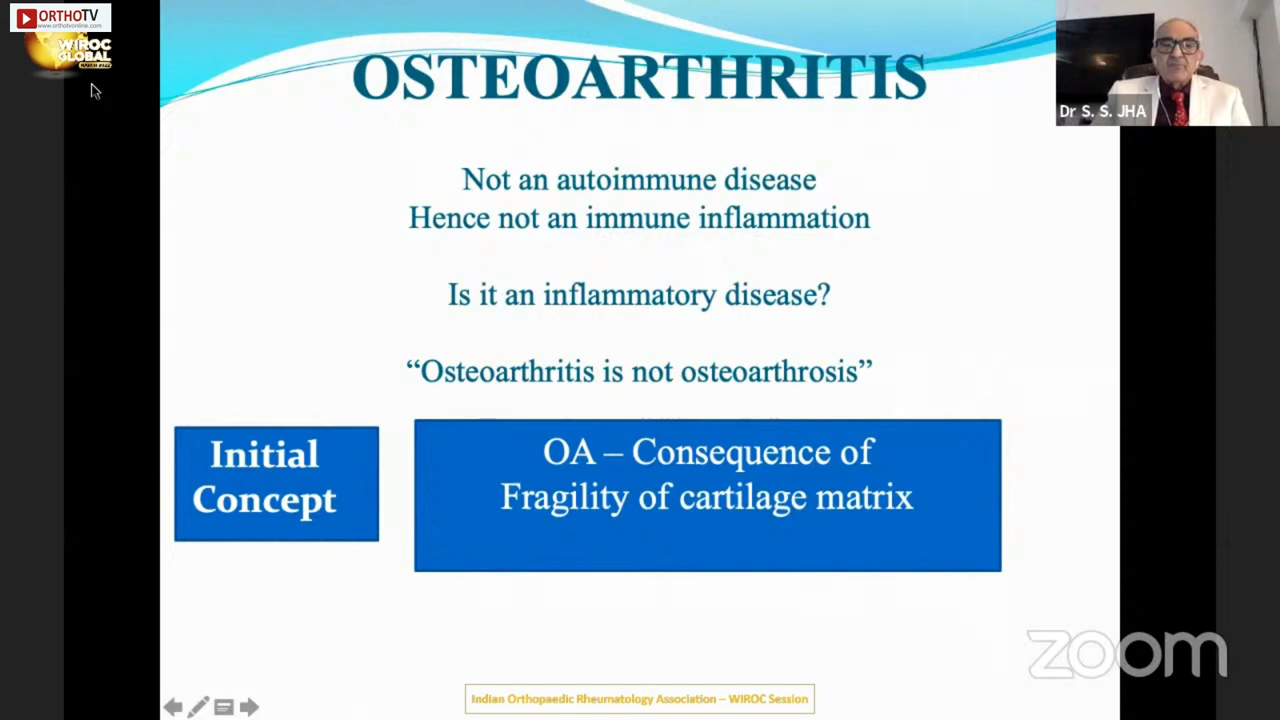 ORTHOTV
www.orthotvonline.com
WIROC
GLOBAL
OSTEOARTHRITIS
Dr S. S. JHA
Not an autoimmune disease
Hence not an immune inflammation
Is it an inflammatory disease?
“Osteoarthritis is not osteoarthrosis”
Initial
Concept
OA – Consequence of
Fragility of cartilage matrix
zoom
Indian Orthopaedic Rheumatology Association – WIROC Session